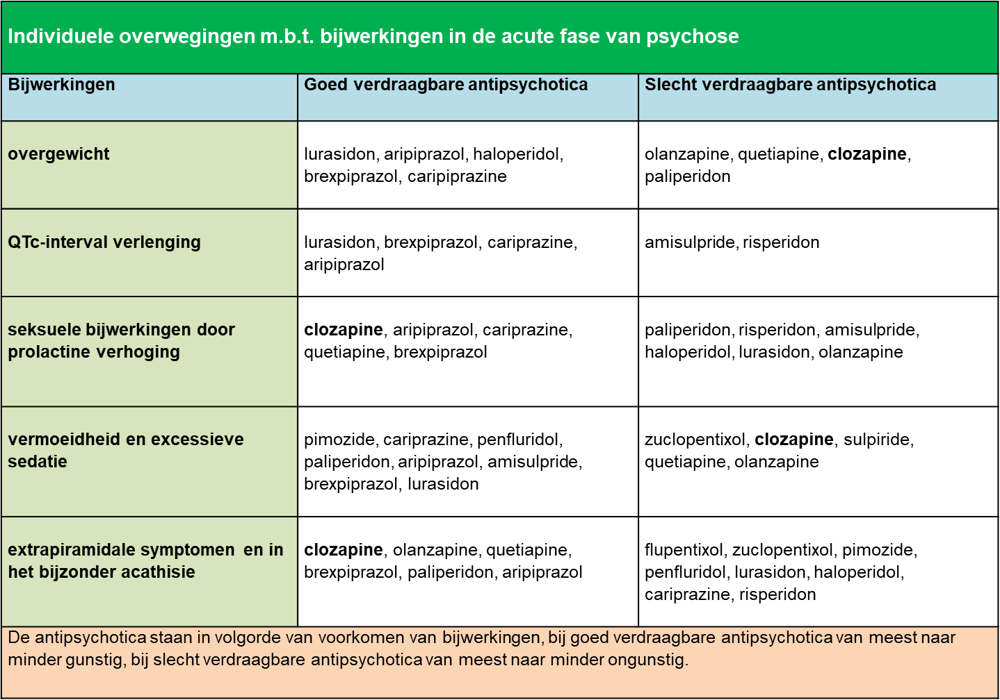 Individuele overwegingen m.b.t. bijwerkingen in de acute fase van psychose
Bijwerkingen
Goed verdraagbare antipsychotica
Slecht verdraagbare antipsychotica
overgewicht
lurasidon, aripiprazol, haloperidol,
brexpiprazol, caripiprazine
olanzapine, quetiapine, clozapine,
paliperidon
QTc-interval verlenging
lurasidon, brexpiprazol, cariprazine,
aripiprazol
amisulpride, risperidon
seksuele bijwerkingen door
prolactine verhoging
clozapine, aripiprazol, cariprazine,
quetiapine, brexpiprazol
paliperidon, risperidon, amisulpride,
haloperidol, lurasidon, olanzapine
vermoeidheid en excessieve
sedatie
pimozide, cariprazine, penfluridol,
paliperidon, aripiprazol, amisulpride,
brexpiprazol, lurasidon
zuclopentixol, clozapine, sulpiride,
quetiapine, olanzapine
extrapiramidale symptomen en in
het bijzonder acathisie
clozapine, olanzapine, quetiapine,
brexpiprazol, paliperidon, aripiprazol
flupentixol, zuclopentixol, pimozide,
penfluridol, lurasidon, haloperidol,
cariprazine, risperidon
De antipsychotica staan in volgorde van voorkomen van bijwerkingen, bij goed verdraagbare antipsychotica van meest naar
minder gunstig, bij slecht verdraagbare antipsychotica van meest naar minder ongunstig.